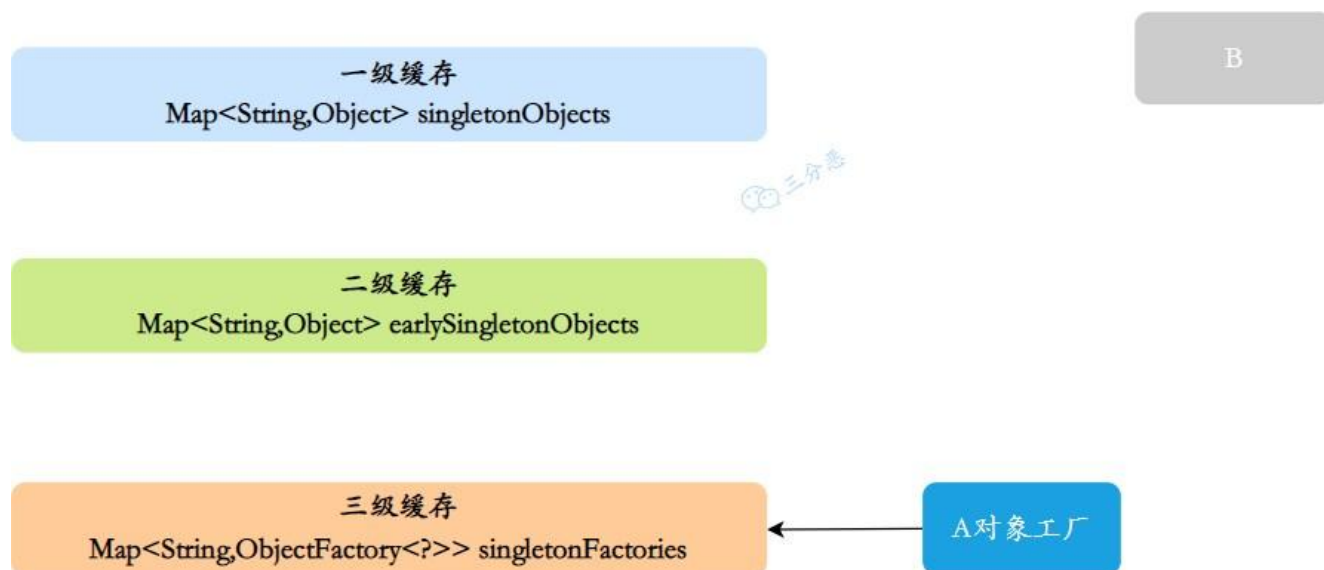 B
一级缓存
Map<String,Object> singletonObjects
三分恶
二级缓存
Map<String,Object> earlySingletonObjects
三级缓存
Map<String,ObjectFactory<?>> singletonFactories
A对象工厂